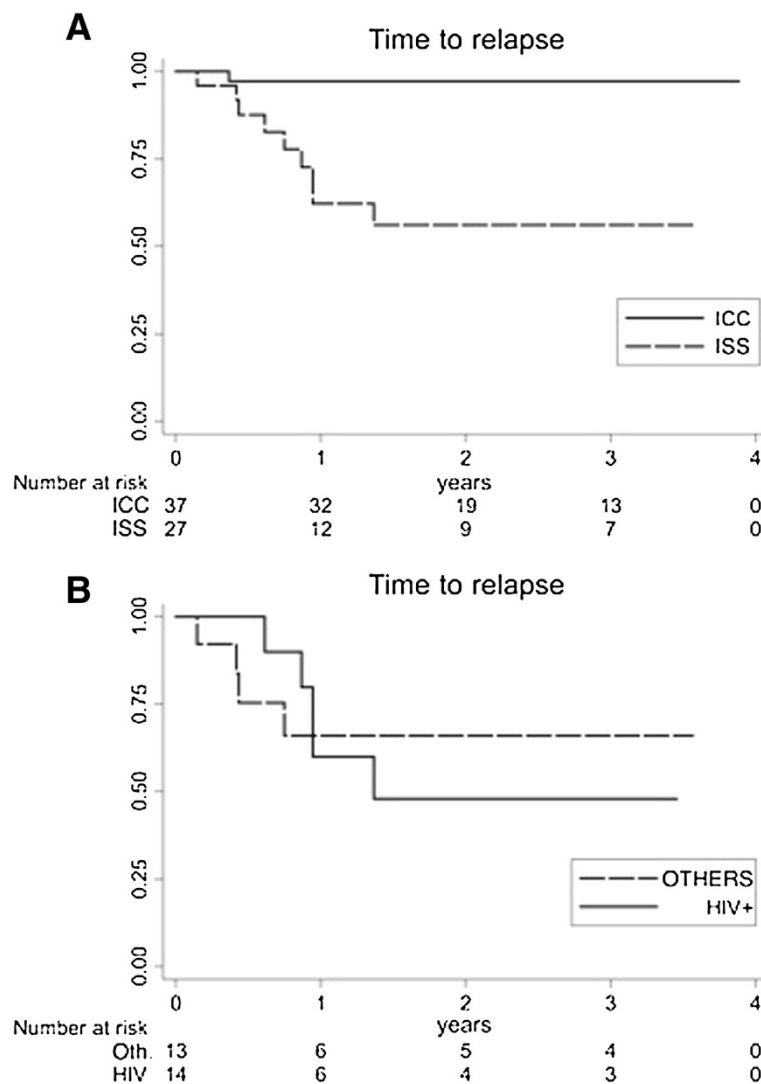 A
Time to relapse
1.00
0.75
0.50
0.25
0.00
ICC
ISS
0 1 2 3 4
Number at risk years
ICC 37 32 19 13 0
ISS 27 12 9 7 0
B
Time to relapse
1.00
0.75
0.50
0.25
0.00
OTHERS
HIV+
0 1 2 3 4
Number at risk years
Oth. 13 6 5 4 0
HIV 14 6 4 3 0